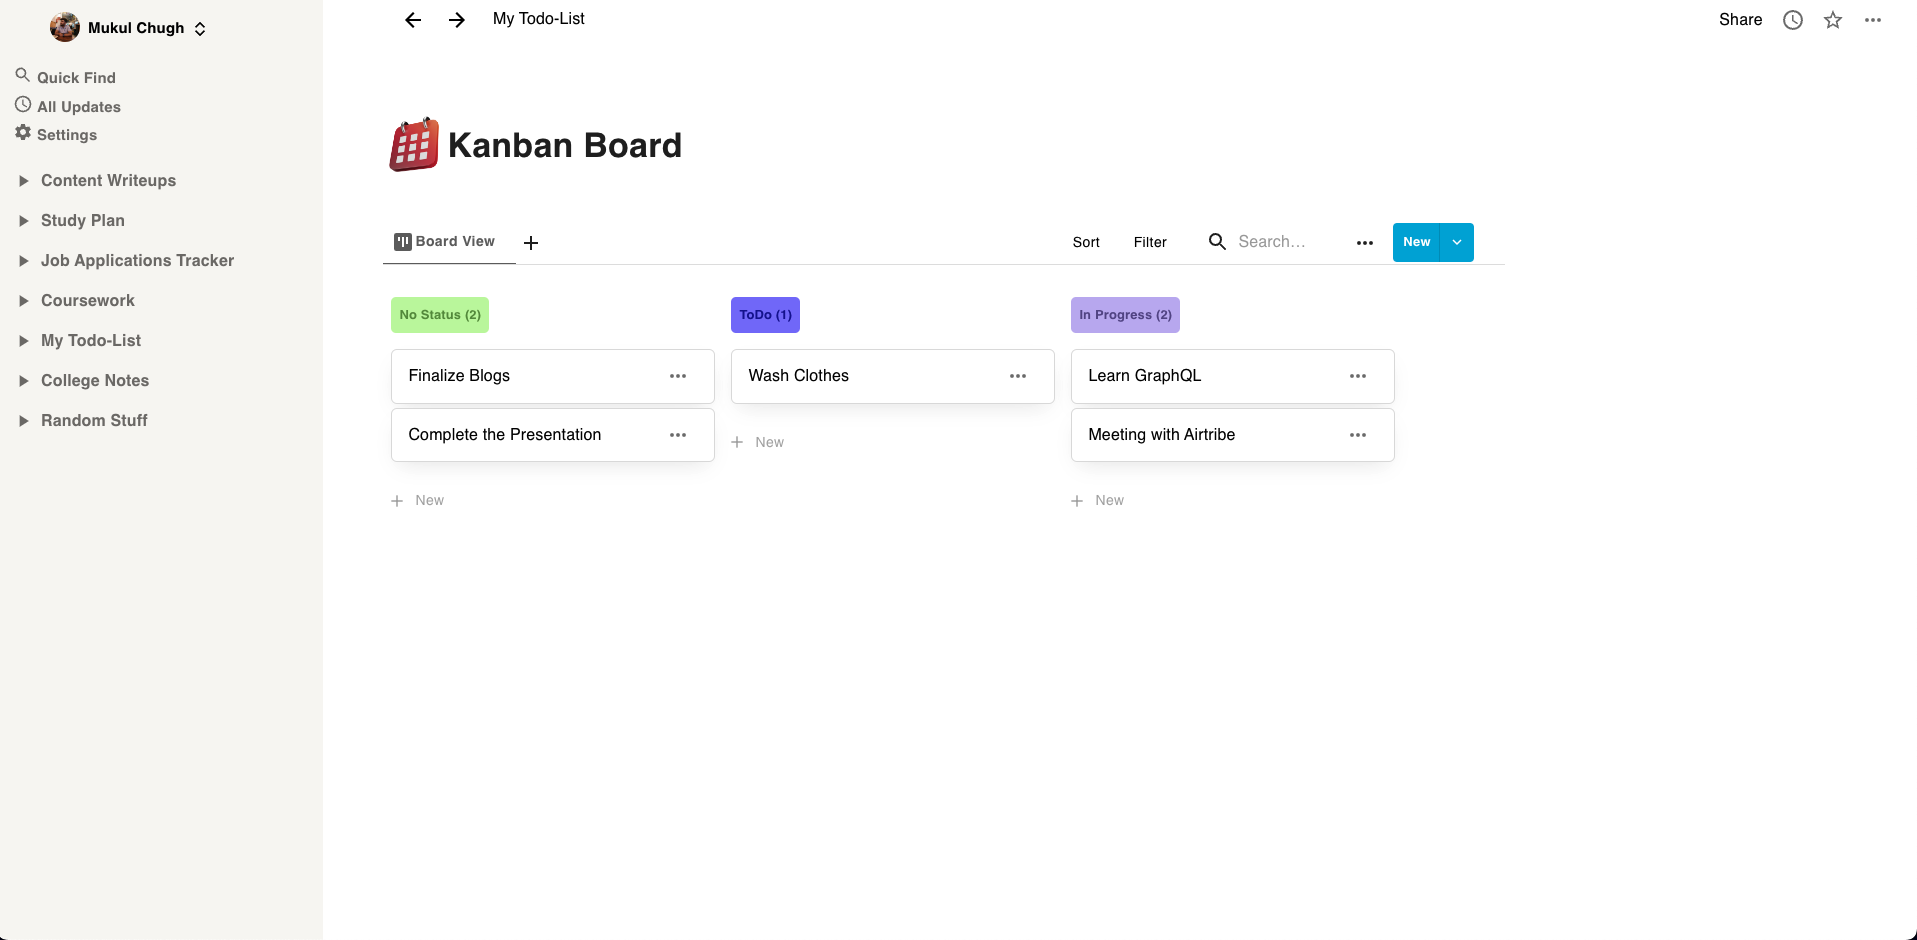 Mukul Chugh
Quick Find
All Updates
Settings
Content Writeups
Study Plan
Job Applications Tracker
Coursework
My Todo-List
College Notes
Random Stuff
My Todo-List
Share
Kanban Board
Board View
Sort
Filter
Search…
New
No Status (2)
Finalize Blogs
Complete the Presentation
New
ToDo (1)
Wash Clothes
New
In Progress (2)
Learn GraphQL
Meeting with Airtribe
New